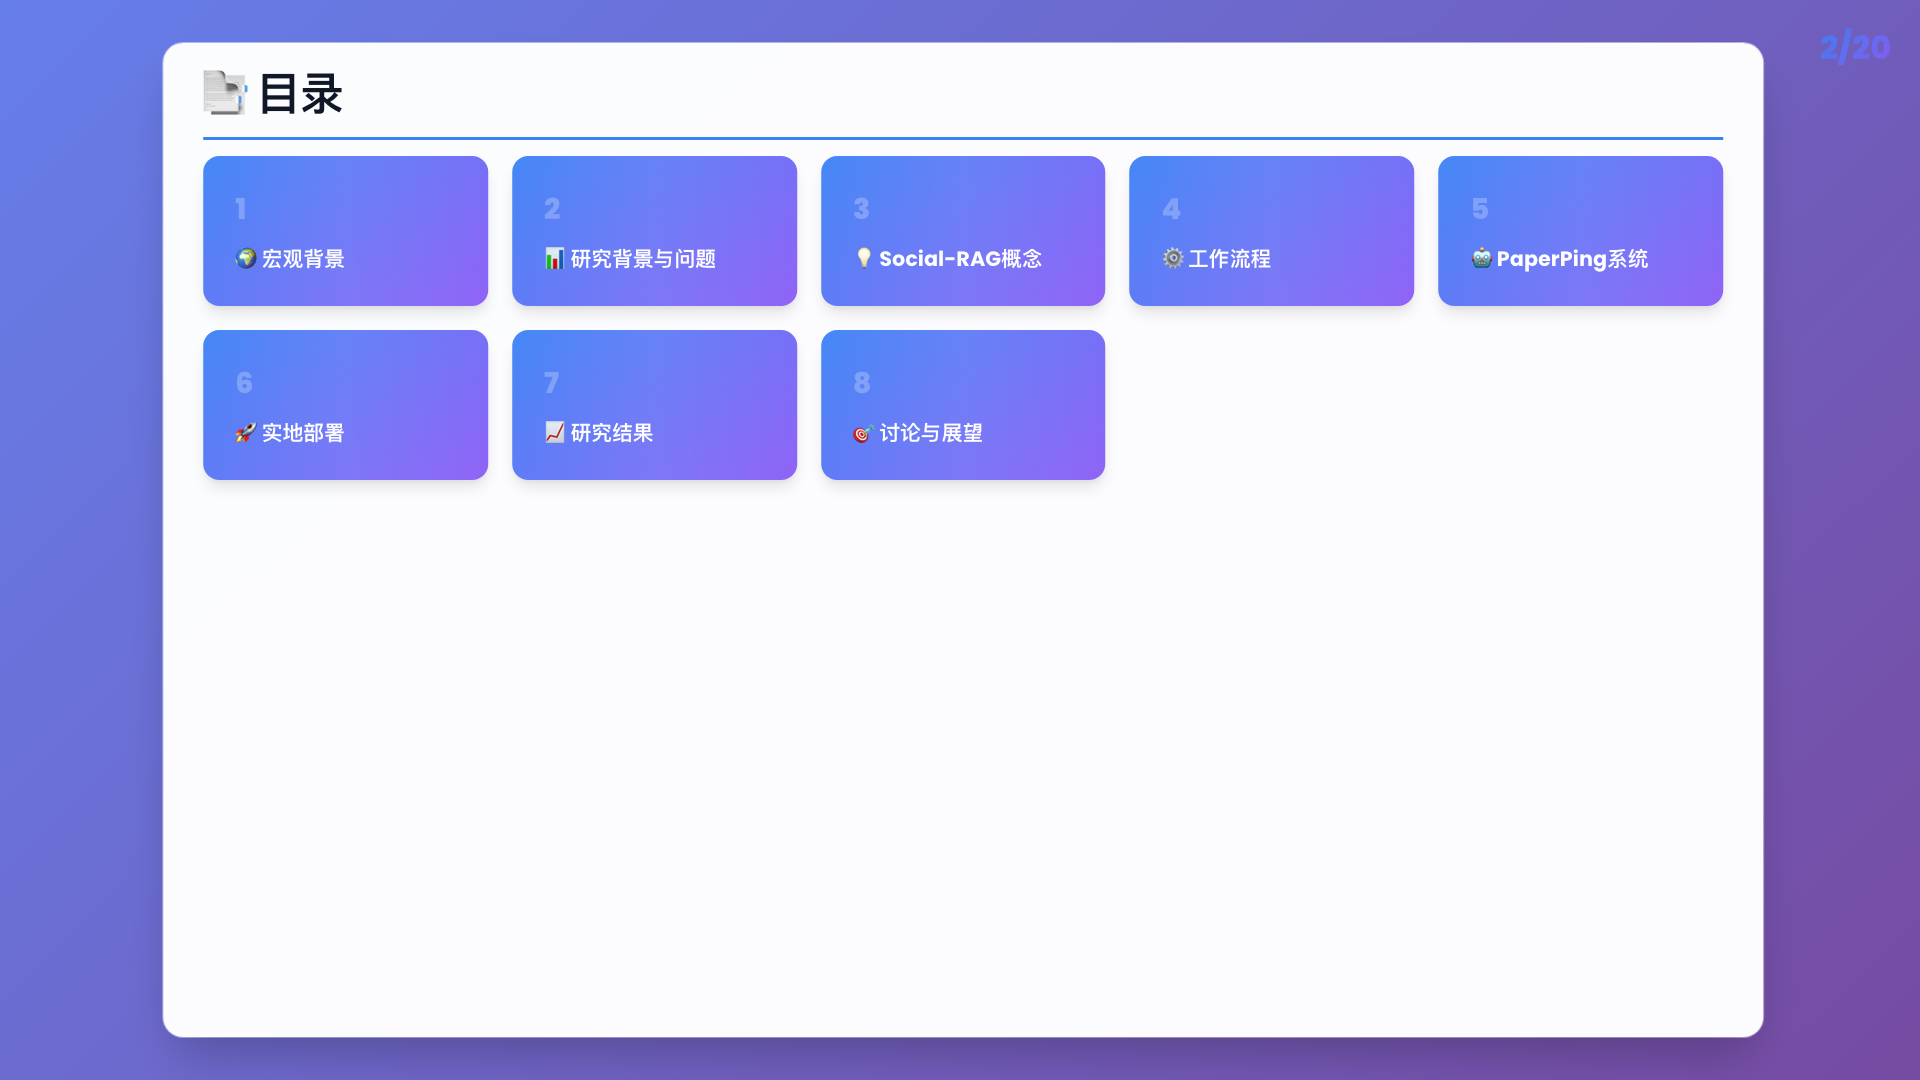 2/20
目录
1
宏观背景
2
研究背景与问题
3
Social-RAG概念
4
工作流程
5
PaperPing系统
6
实地部署
7
研究结果
8
讨论与展望